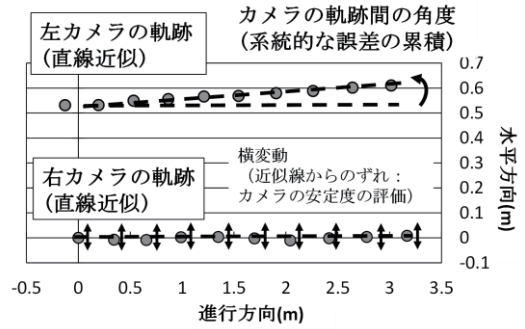 左カメラの軌跡
(直線近似)
カメラの軌跡間の角度
(系統的な誤差の累積)
0.7
0.6
0.5
0.4
0.3
0.2
0.1
0
-0.1
水平方向(m)
右カメラの軌跡
(直線近似)
横変動
(近似線からのずれ：
カメラの安定度の評価)
-0.5 0 0.5 1 1.5 2 2.5 3 3.5
進行方向(m)